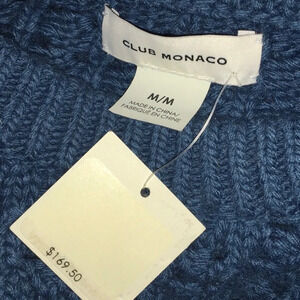 CLUB MONACO
M/M
MADE IN CHINA/
FABRIQUÉ EN CHINE
$169.50